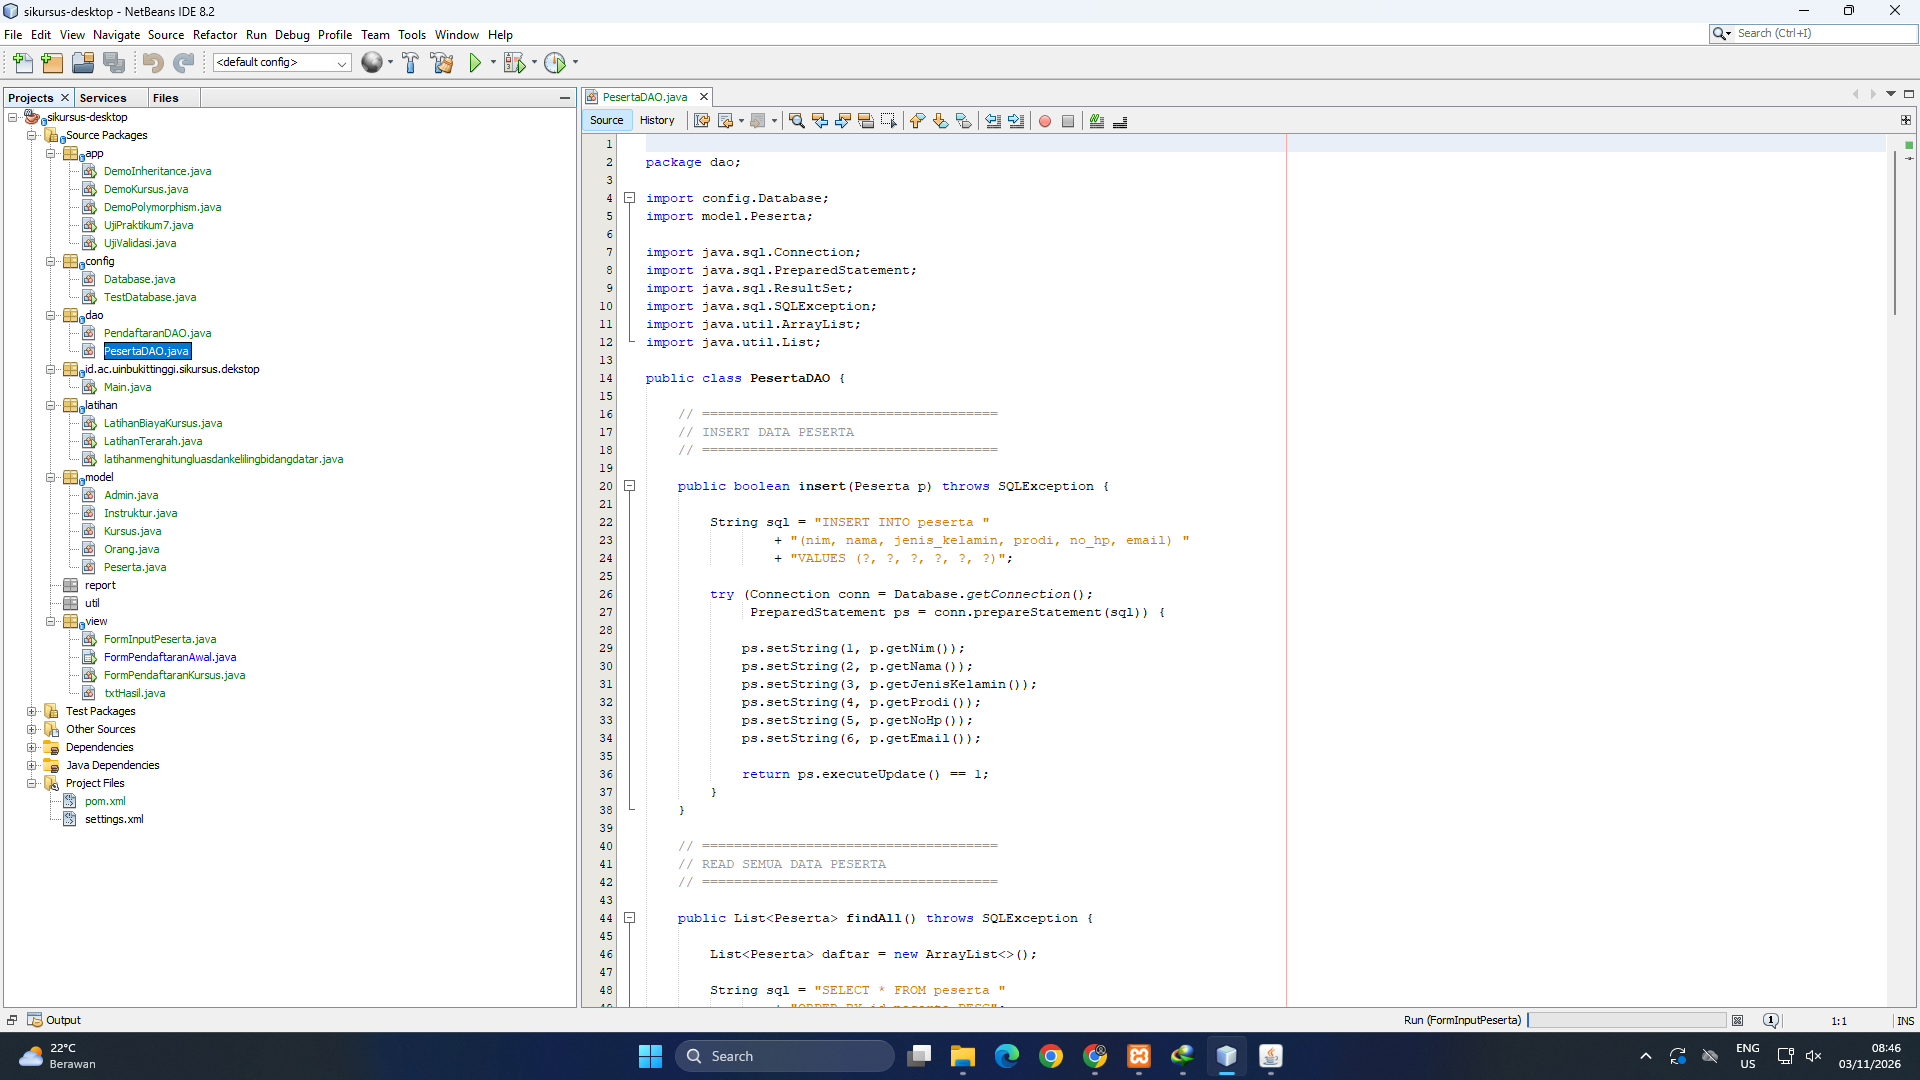 sikursus-desktop - NetBeans IDE 8.2
File Edit View Navigate Source Refactor Run Debug Profile Team Tools Window Help
Search (Ctrl+I)
<default config>
Projects Services Files
sikursus-desktop
Source Packages
app
DemoInheritance.java
DemoKursus.java
DemoPolymorphism.java
UjiPraktikum7.java
UjiValidasi.java
config
Database.java
TestDatabase.java
dao
PendaftaranDAO.java
PesertaDAO.java
id.ac.uinbukittinggi.sikursus.dekstop
Main.java
latihan
LatihanBiayaKursus.java
LatihanTerarah.java
latihanmenghitungluasdankelilingbidangdatar.java
model
Admin.java
Instruktur.java
Kursus.java
Orang.java
Peserta.java
report
util
view
FormInputPeserta.java
FormPendaftaranAwal.java
FormPendaftaranKursus.java
txtHasil.java
Test Packages
Other Sources
Dependencies
Java Dependencies
Project Files
pom.xml
settings.xml
PesertaDAO.java
Source History
1
2 package dao;
3
4 import config.Database;
5 import model.Peserta;
6
7 import java.sql.Connection;
8 import java.sql.PreparedStatement;
9 import java.sql.ResultSet;
10 import java.sql.SQLException;
11 import java.util.ArrayList;
12 import java.util.List;
13
14 public class PesertaDAO {
15
16 // =====================================
17 // INSERT DATA PESERTA
18 // =====================================
19
20 public boolean insert(Peserta p) throws SQLException {
21
22 String sql = "INSERT INTO peserta "
23 + "(nim, nama, jenis_kelamin, prodi, no_hp, email) "
24 + "VALUES (?, ?, ?, ?, ?, ?)";
25
26 try (Connection conn = Database.getConnection();
27 PreparedStatement ps = conn.prepareStatement(sql)) {
28
29 ps.setString(1, p.getNim());
30 ps.setString(2, p.getNama());
31 ps.setString(3, p.getJenisKelamin());
32 ps.setString(4, p.getProdi());
33 ps.setString(5, p.getNoHp());
34 ps.setString(6, p.getEmail());
35
36 return ps.executeUpdate() == 1;
37 }
38 }
39
40 // =====================================
41 // READ SEMUA DATA PESERTA
42 // =====================================
43
44 public List<Peserta> findAll() throws SQLException {
45
46 List<Peserta> daftar = new ArrayList<>();
47
48 String sql = "SELECT * FROM peserta "
49 + "ORDER BY id_peserta DESC";
Output
Run (FormInputPeserta)
1
1:1
INS
22°C
Berawan
Search
ENG
US
08:46
03/11/2026